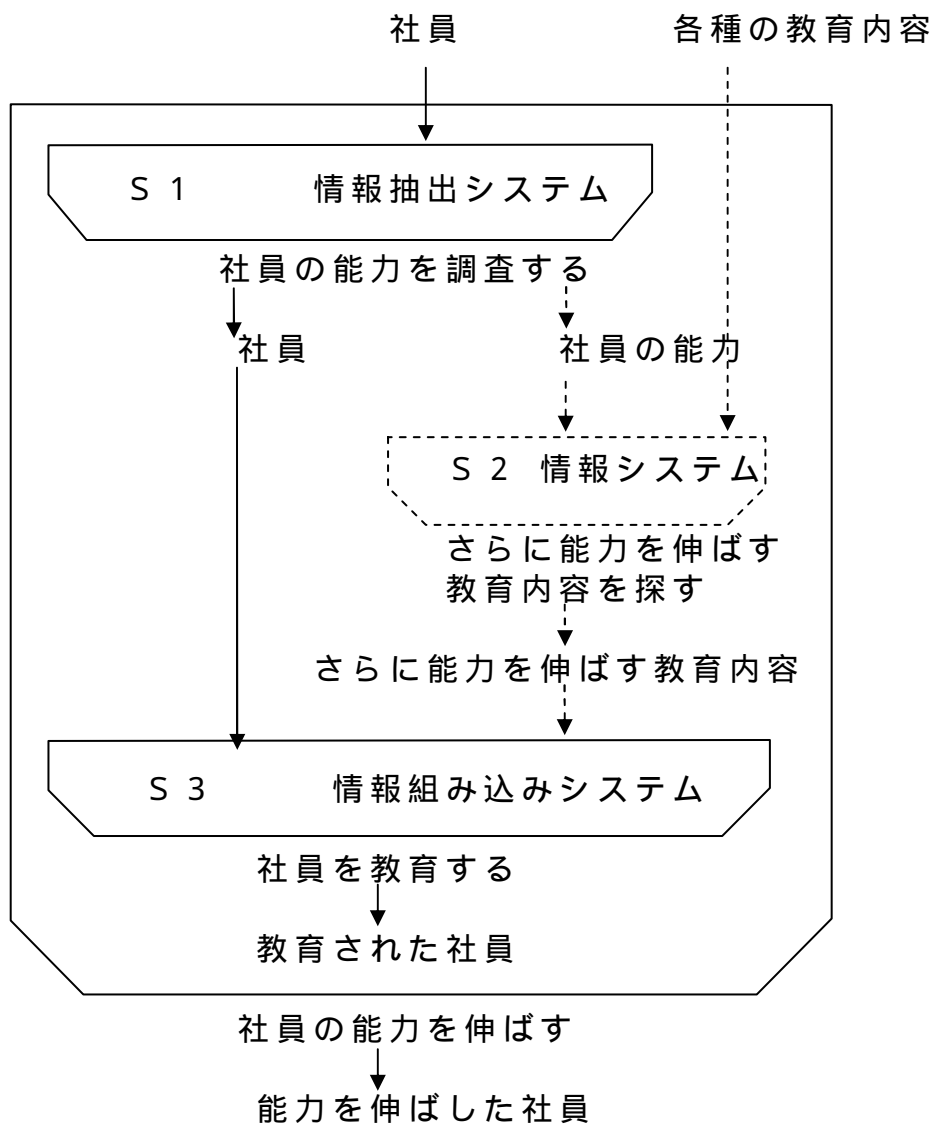 社員　各種の教育内容
S 1　情報抽出システム
社員の能力を調査する
社員　社員の能力
S 2 情報システム
さらに能力を伸ばす
教育内容を探す
さらに能力を伸ばす教育内容
S 3　情報組み込みシステム
社員を教育する
教育された社員
社員の能力を伸ばす
能力を伸ばした社員